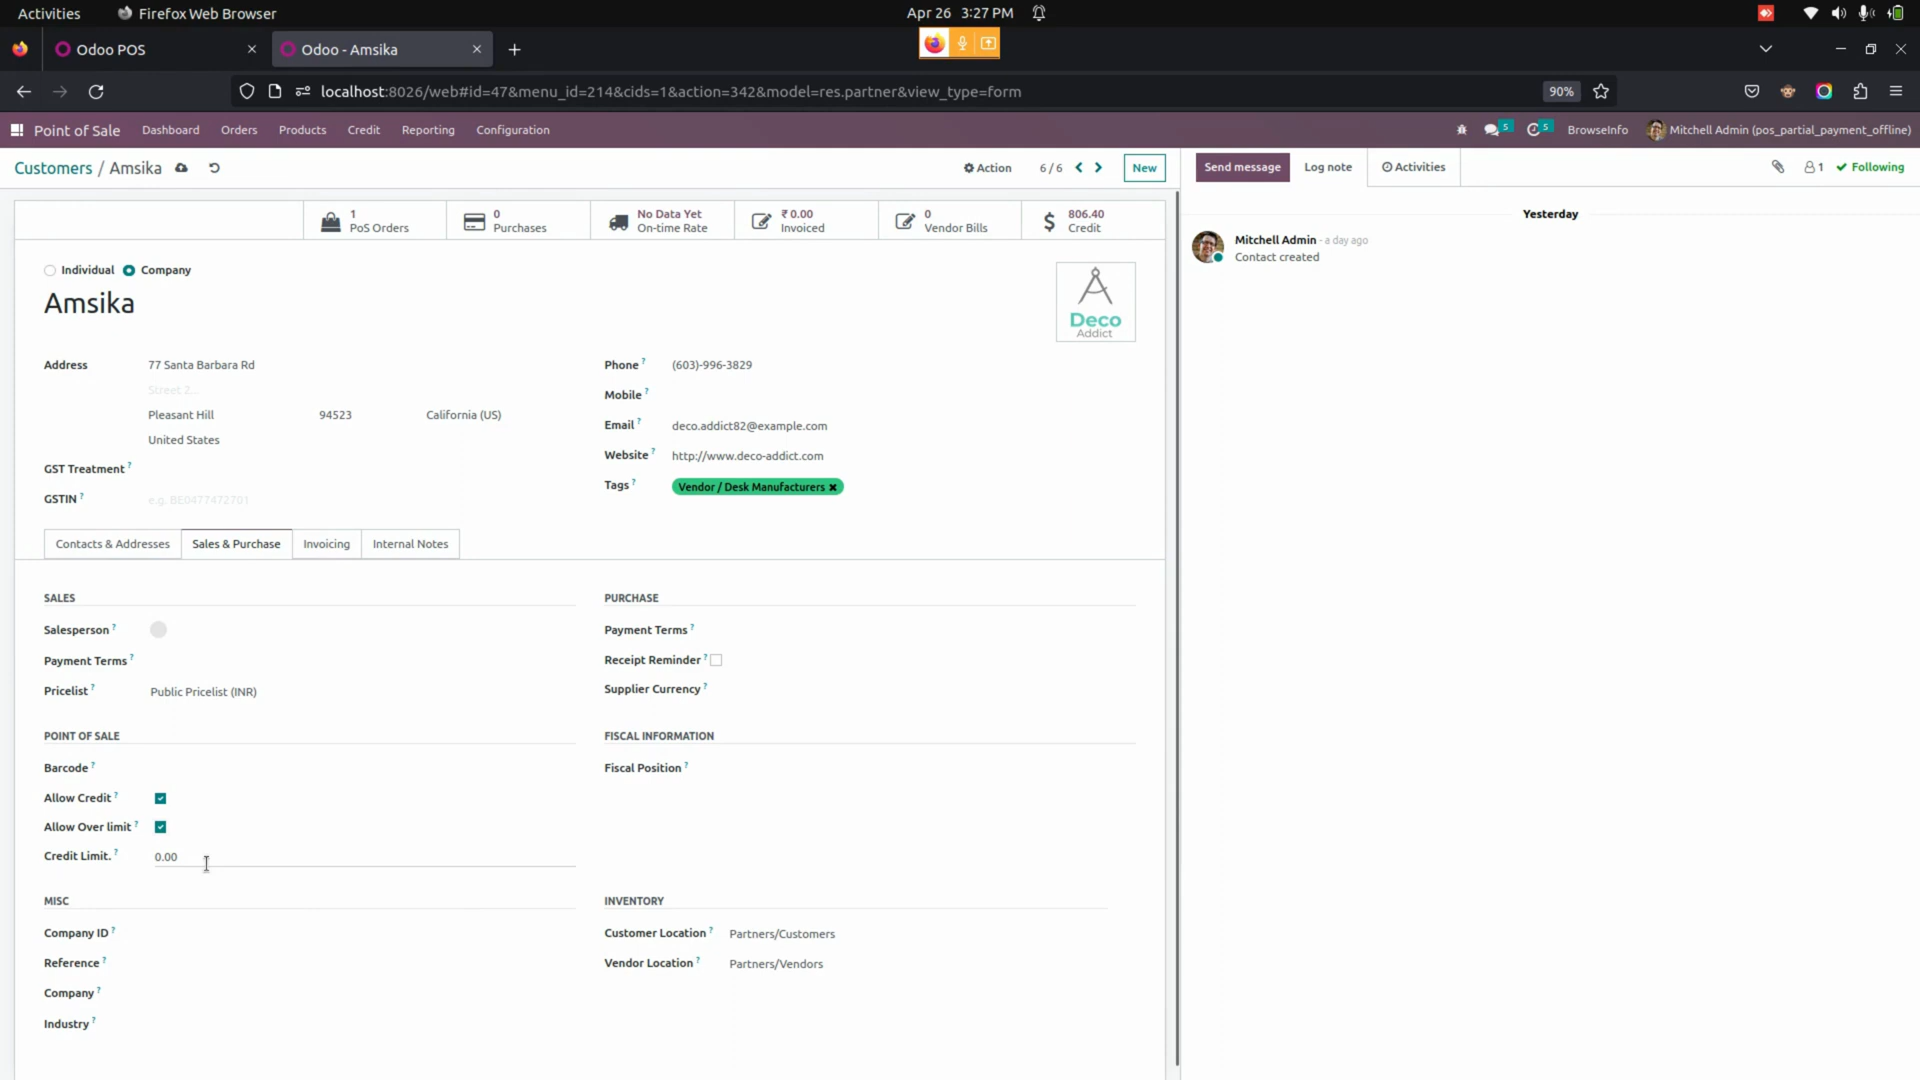 Activities Firefox Web Browser Apr 26 3:27 PM
Odoo POS Odoo - Amsika
localhost:8026/web#id=47&menu_id=214&cids=1&action=342&model=res.partner&view_type=form 90%
Point of Sale Dashboard Orders Products Credit Reporting Configuration 5 5 BrowseInfo Mitchell Admin (pos_partial_payment_offline)
Customers / Amsika Action 6 / 6 New Send message Log note Activities 1 Following
1 PoS Orders
0 Purchases
No Data Yet On-time Rate
₹ 0.00 Invoiced
0 Vendor Bills
806.40 Credit
Yesterday
Mitchell Admin - a day ago
Contact created
Individual Company
Amsika
Deco
Addict
Address 77 Santa Barbara Rd
Street 2...
Pleasant Hill 94523 California (US)
United States
GST Treatment ?
GSTIN ? e.g. BE0477472701
Phone ? (603)-996-3829
Mobile ?
Email ? deco.addict82@example.com
Website ? http://www.deco-addict.com
Tags ? Vendor / Desk Manufacturers
Contacts & Addresses Sales & Purchase Invoicing Internal Notes
SALES
Salesperson ?
Payment Terms ?
Pricelist ? Public Pricelist (INR)
PURCHASE
Payment Terms ?
Receipt Reminder ?
Supplier Currency ?
POINT OF SALE
Barcode ?
Allow Credit ?
Allow Over limit ?
Credit Limit. ? 0.00
FISCAL INFORMATION
Fiscal Position ?
MISC
Company ID ?
Reference ?
Company ?
Industry ?
INVENTORY
Customer Location ? Partners/Customers
Vendor Location ? Partners/Vendors